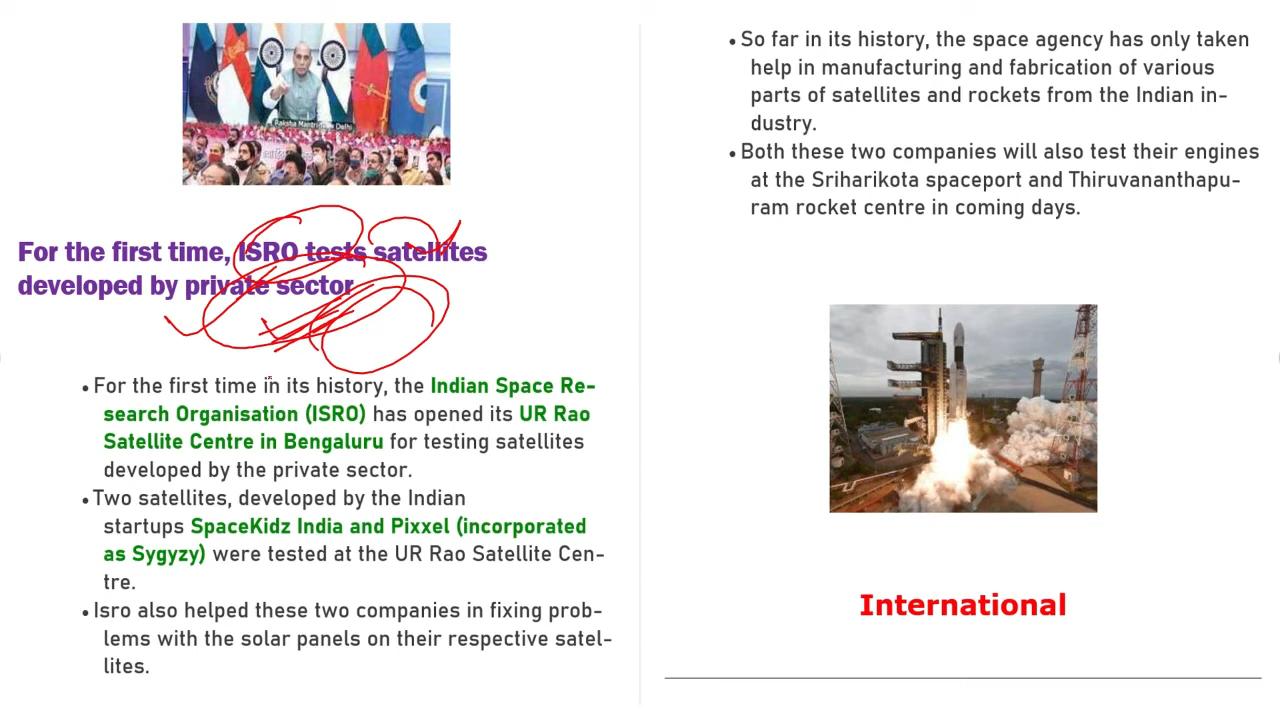 Raksha Mantri Delhi
For the first time, ISRO tests satellites
developed by private sector
• For the first time in its history, the Indian Space Re-
search Organisation (ISRO) has opened its UR Rao
Satellite Centre in Bengaluru for testing satellites
developed by the private sector.
• Two satellites, developed by the Indian
startups SpaceKidz India and Pixxel (incorporated
as Sygyzy) were tested at the UR Rao Satellite Cen-
tre.
• Isro also helped these two companies in fixing prob-
lems with the solar panels on their respective satel-
lites.
• So far in its history, the space agency has only taken
help in manufacturing and fabrication of various
parts of satellites and rockets from the Indian in-
dustry.
• Both these two companies will also test their engines
at the Sriharikota spaceport and Thiruvananthapu-
ram rocket centre in coming days.
International